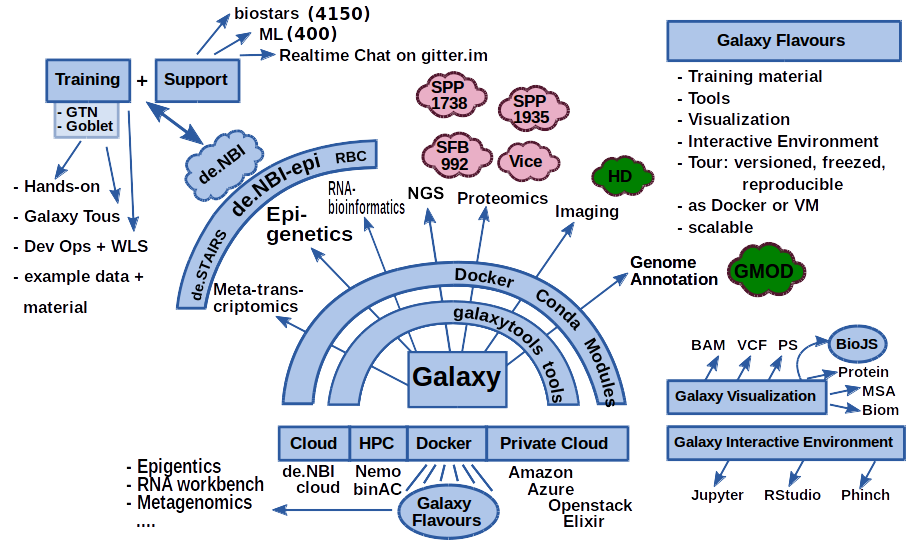 biostars (4150)
ML (400)
Realtime Chat on gitter.im
Training
+
Support
- GTN
- Goblet
- Hands-on
- Galaxy Tous
- Dev Ops + WLS
- example data +
material
de.NBI
de.STAIRS
de.NBI-epi
RBC
SPP
1738
SPP
1935
SFB
992
Vice
HD
GMOD
Meta-trans-
criptomics
Epi-
genetics
RNA-
bioinformatics
NGS
Proteomics
Imaging
Genome
Annotation
Docker
Conda
Modules
galaxytools
tools
Galaxy
Cloud
HPC
Docker
Private Cloud
de.NBI
cloud
Nemo
binAC
Amazon
Azure
Openstack
Elixir
Galaxy
Flavours
- Epigentics
- RNA workbench
- Metagenomics
....
Galaxy Flavours
- Training material
- Tools
- Visualization
- Interactive Environment
- Tour: versioned, freezed,
reproducible
- as Docker or VM
- scalable
BAM
VCF
PS
BioJS
Protein
MSA
Biom
Galaxy Visualization
Galaxy Interactive Environment
Jupyter
RStudio
Phinch